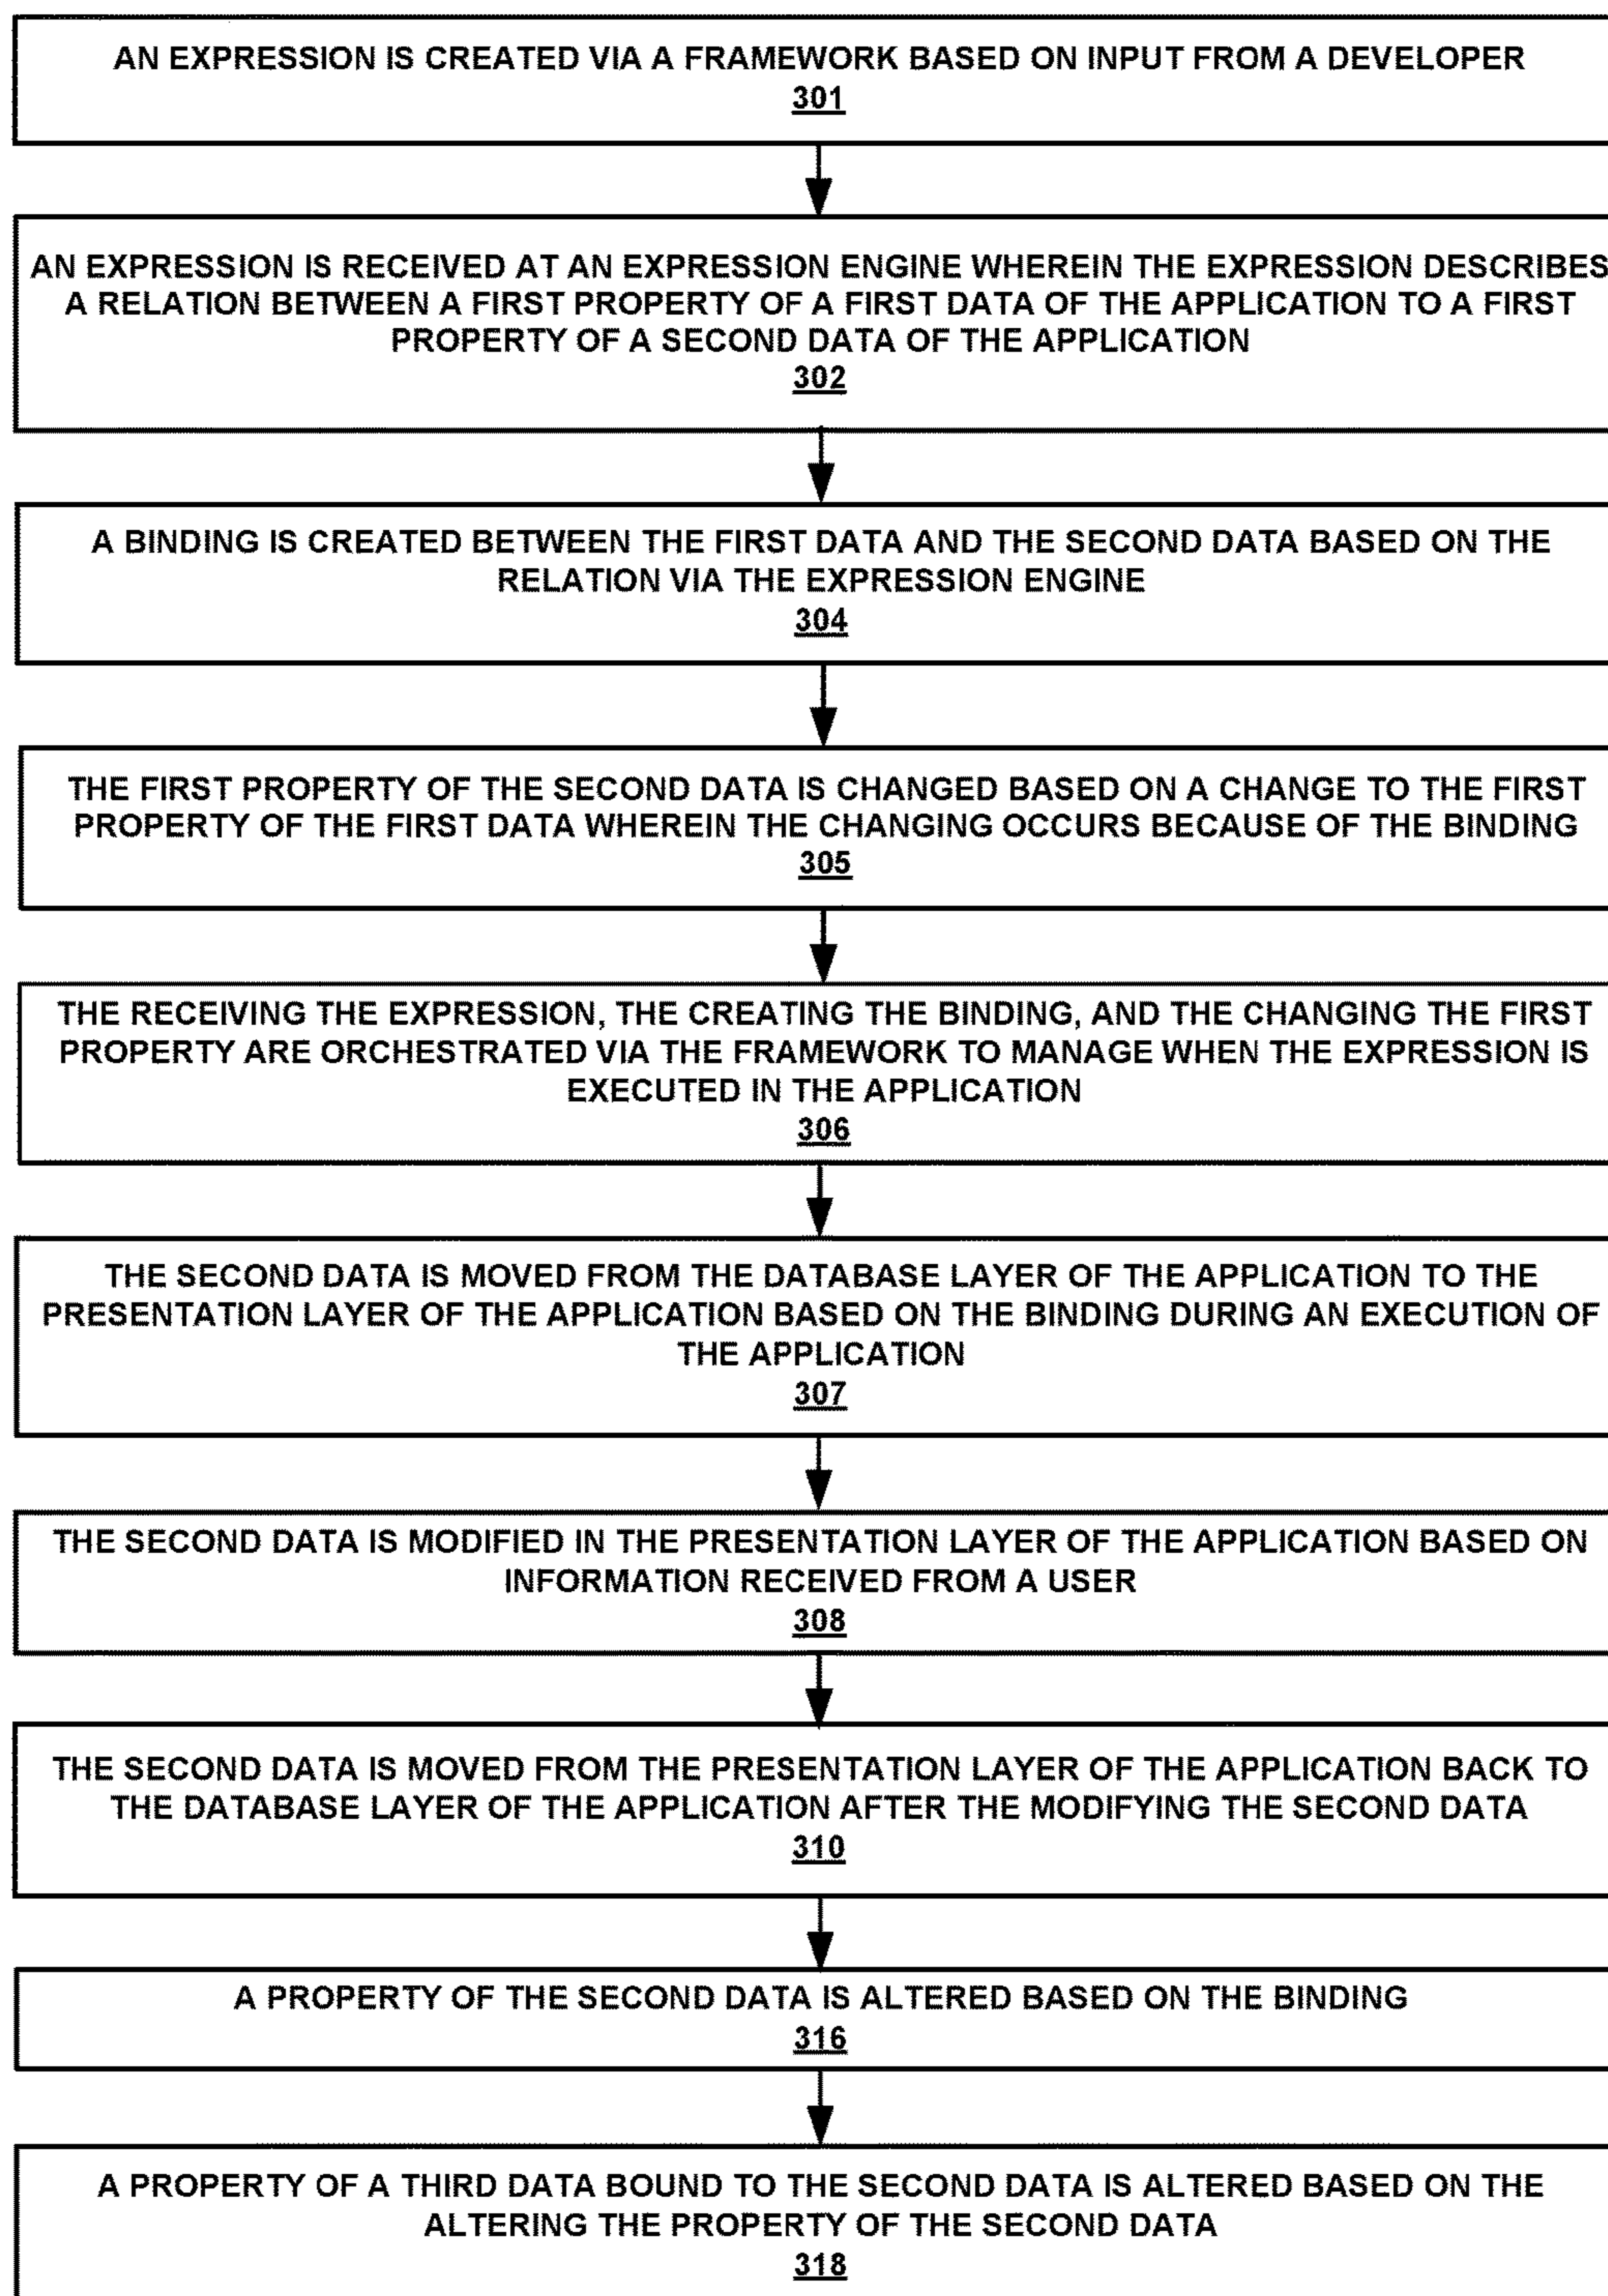 AN EXPRESSION IS CREATED VIA A FRAMEWORK BASED ON INPUT FROM A DEVELOPER
301
AN EXPRESSION IS RECEIVED AT AN EXPRESSION ENGINE WHEREIN THE EXPRESSION DESCRIBES
A RELATION BETWEEN A FIRST PROPERTY OF A FIRST DATA OF THE APPLICATION TO A FIRST
PROPERTY OF A SECOND DATA OF THE APPLICATION
302
A BINDING IS CREATED BETWEEN THE FIRST DATA AND THE SECOND DATA BASED ON THE
RELATION VIA THE EXPRESSION ENGINE
304
THE FIRST PROPERTY OF THE SECOND DATA IS CHANGED BASED ON A CHANGE TO THE FIRST
PROPERTY OF THE FIRST DATA WHEREIN THE CHANGING OCCURS BECAUSE OF THE BINDING
305
THE RECEIVING THE EXPRESSION, THE CREATING THE BINDING, AND THE CHANGING THE FIRST
PROPERTY ARE ORCHESTRATED VIA THE FRAMEWORK TO MANAGE WHEN THE EXPRESSION IS
EXECUTED IN THE APPLICATION
306
THE SECOND DATA IS MOVED FROM THE DATABASE LAYER OF THE APPLICATION TO THE
PRESENTATION LAYER OF THE APPLICATION BASED ON THE BINDING DURING AN EXECUTION OF
THE APPLICATION
307
THE SECOND DATA IS MODIFIED IN THE PRESENTATION LAYER OF THE APPLICATION BASED ON
INFORMATION RECEIVED FROM A USER
308
THE SECOND DATA IS MOVED FROM THE PRESENTATION LAYER OF THE APPLICATION BACK TO
THE DATABASE LAYER OF THE APPLICATION AFTER THE MODIFYING THE SECOND DATA
310
A PROPERTY OF THE SECOND DATA IS ALTERED BASED ON THE BINDING
316
A PROPERTY OF A THIRD DATA BOUND TO THE SECOND DATA IS ALTERED BASED ON THE
ALTERING THE PROPERTY OF THE SECOND DATA
318